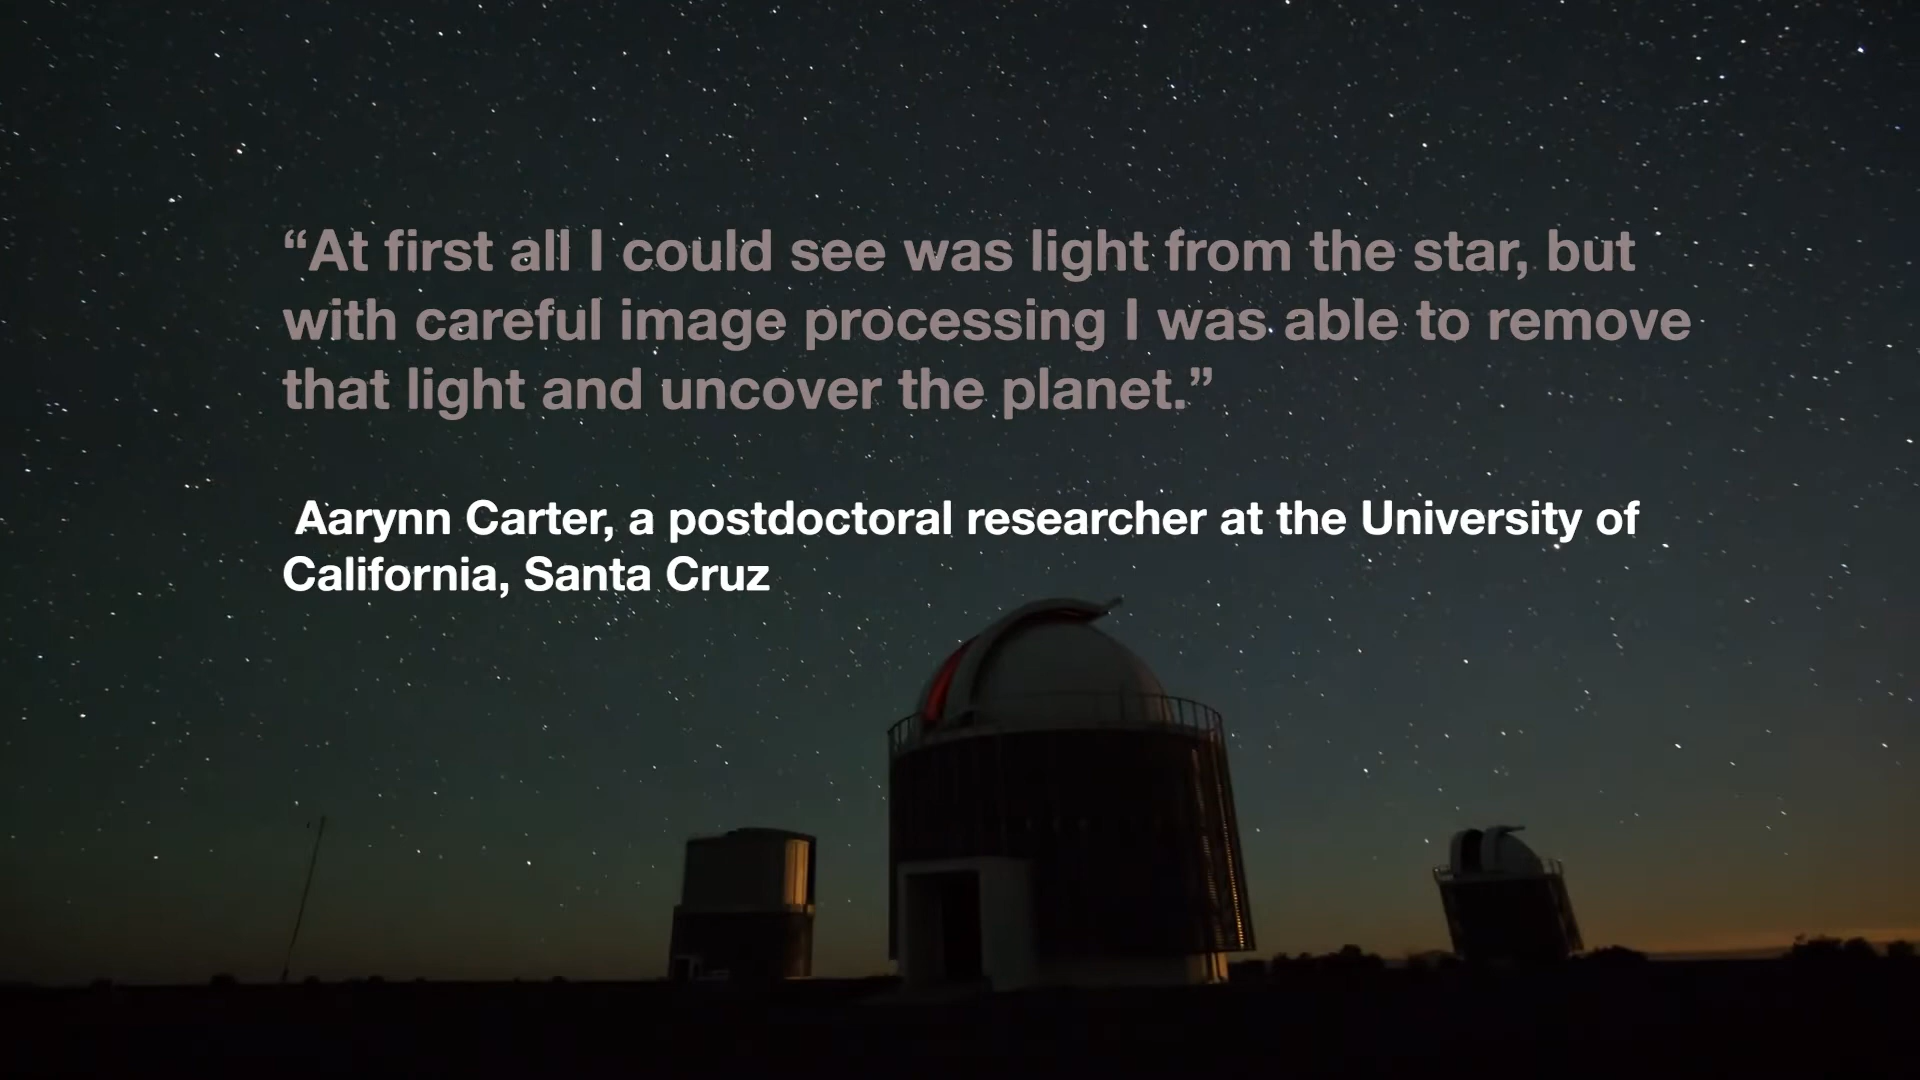 “At first all I could see was light from the star, but
with careful image processing I was able to remove
that light and uncover the planet.”
Aarynn Carter, a postdoctoral researcher at the University of
California, Santa Cruz